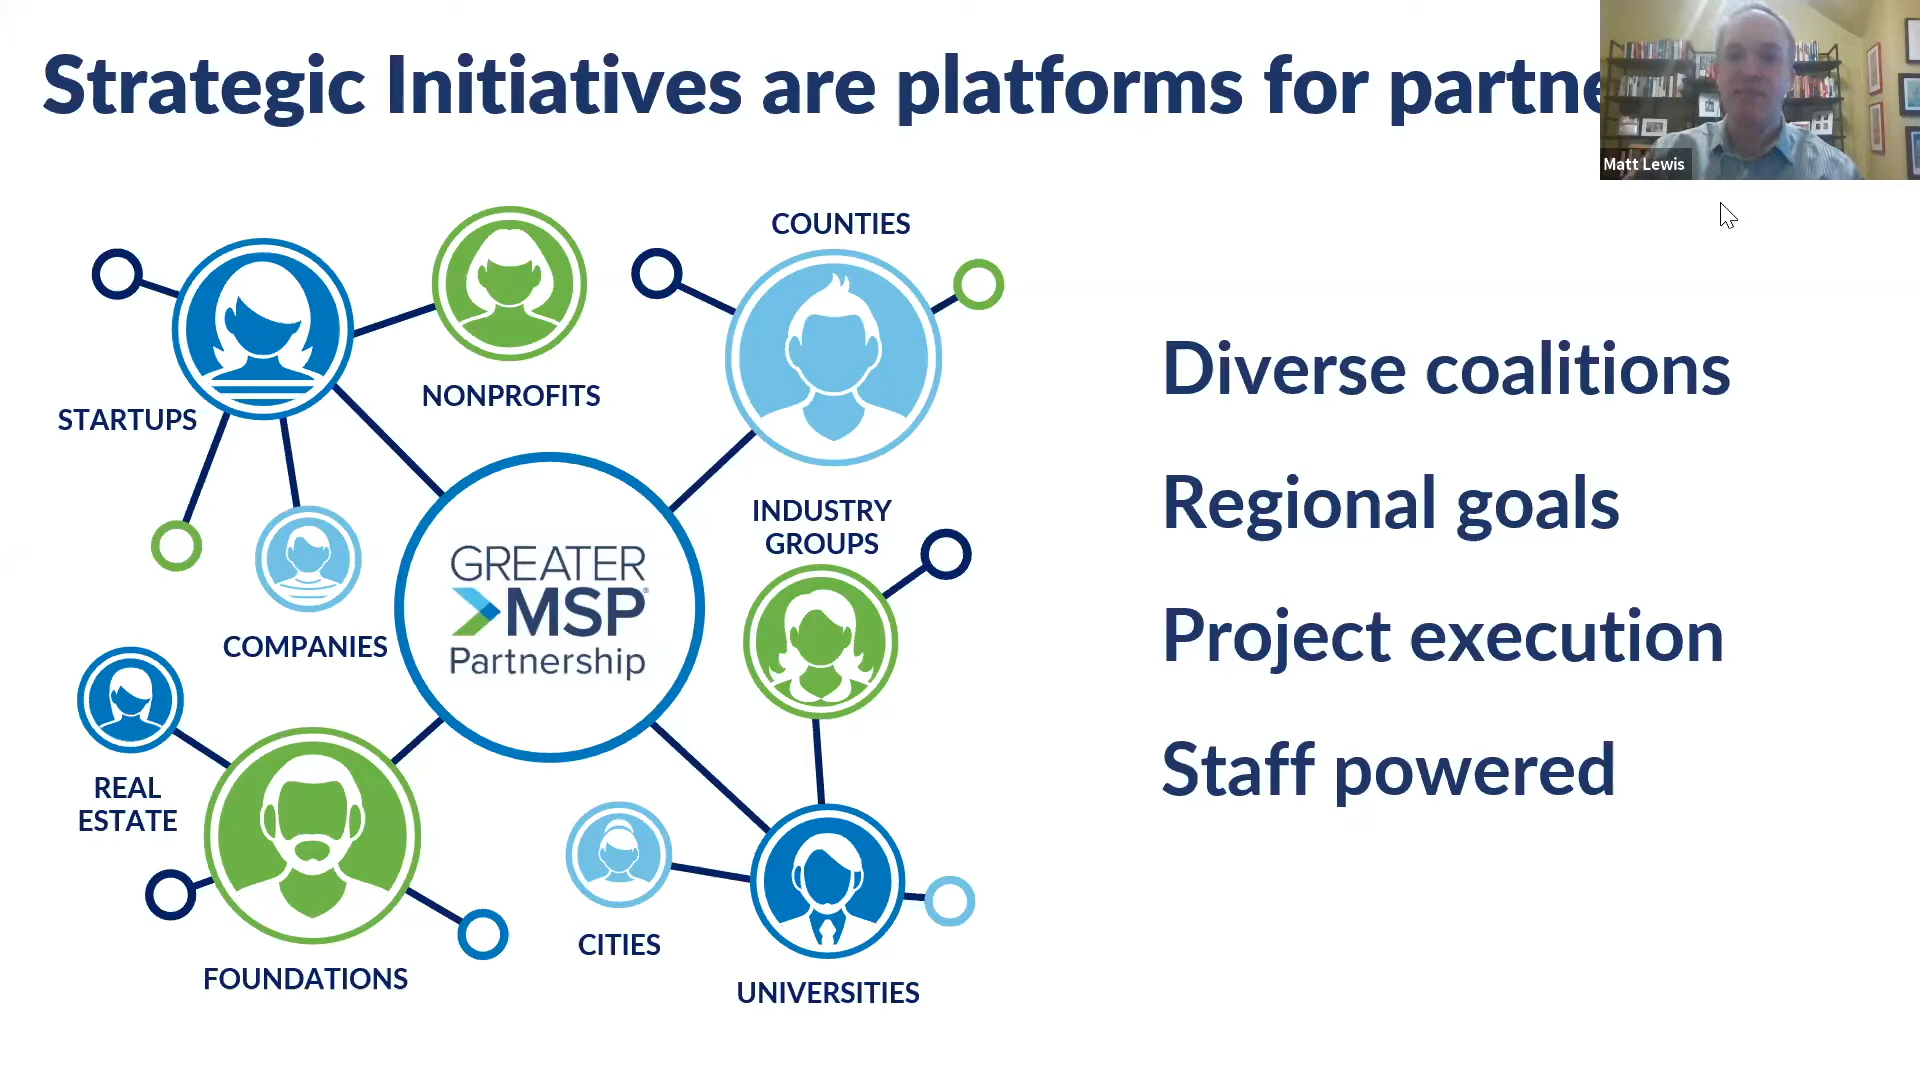 Strategic Initiatives are platforms for partne
Matt Lewis
COUNTIES
NONPROFITS
STARTUPS
INDUSTRY
GROUPS
GREATER
MSP®
Partnership
COMPANIES
REAL
ESTATE
CITIES
FOUNDATIONS
UNIVERSITIES
Diverse coalitions
Regional goals
Project execution
Staff powered